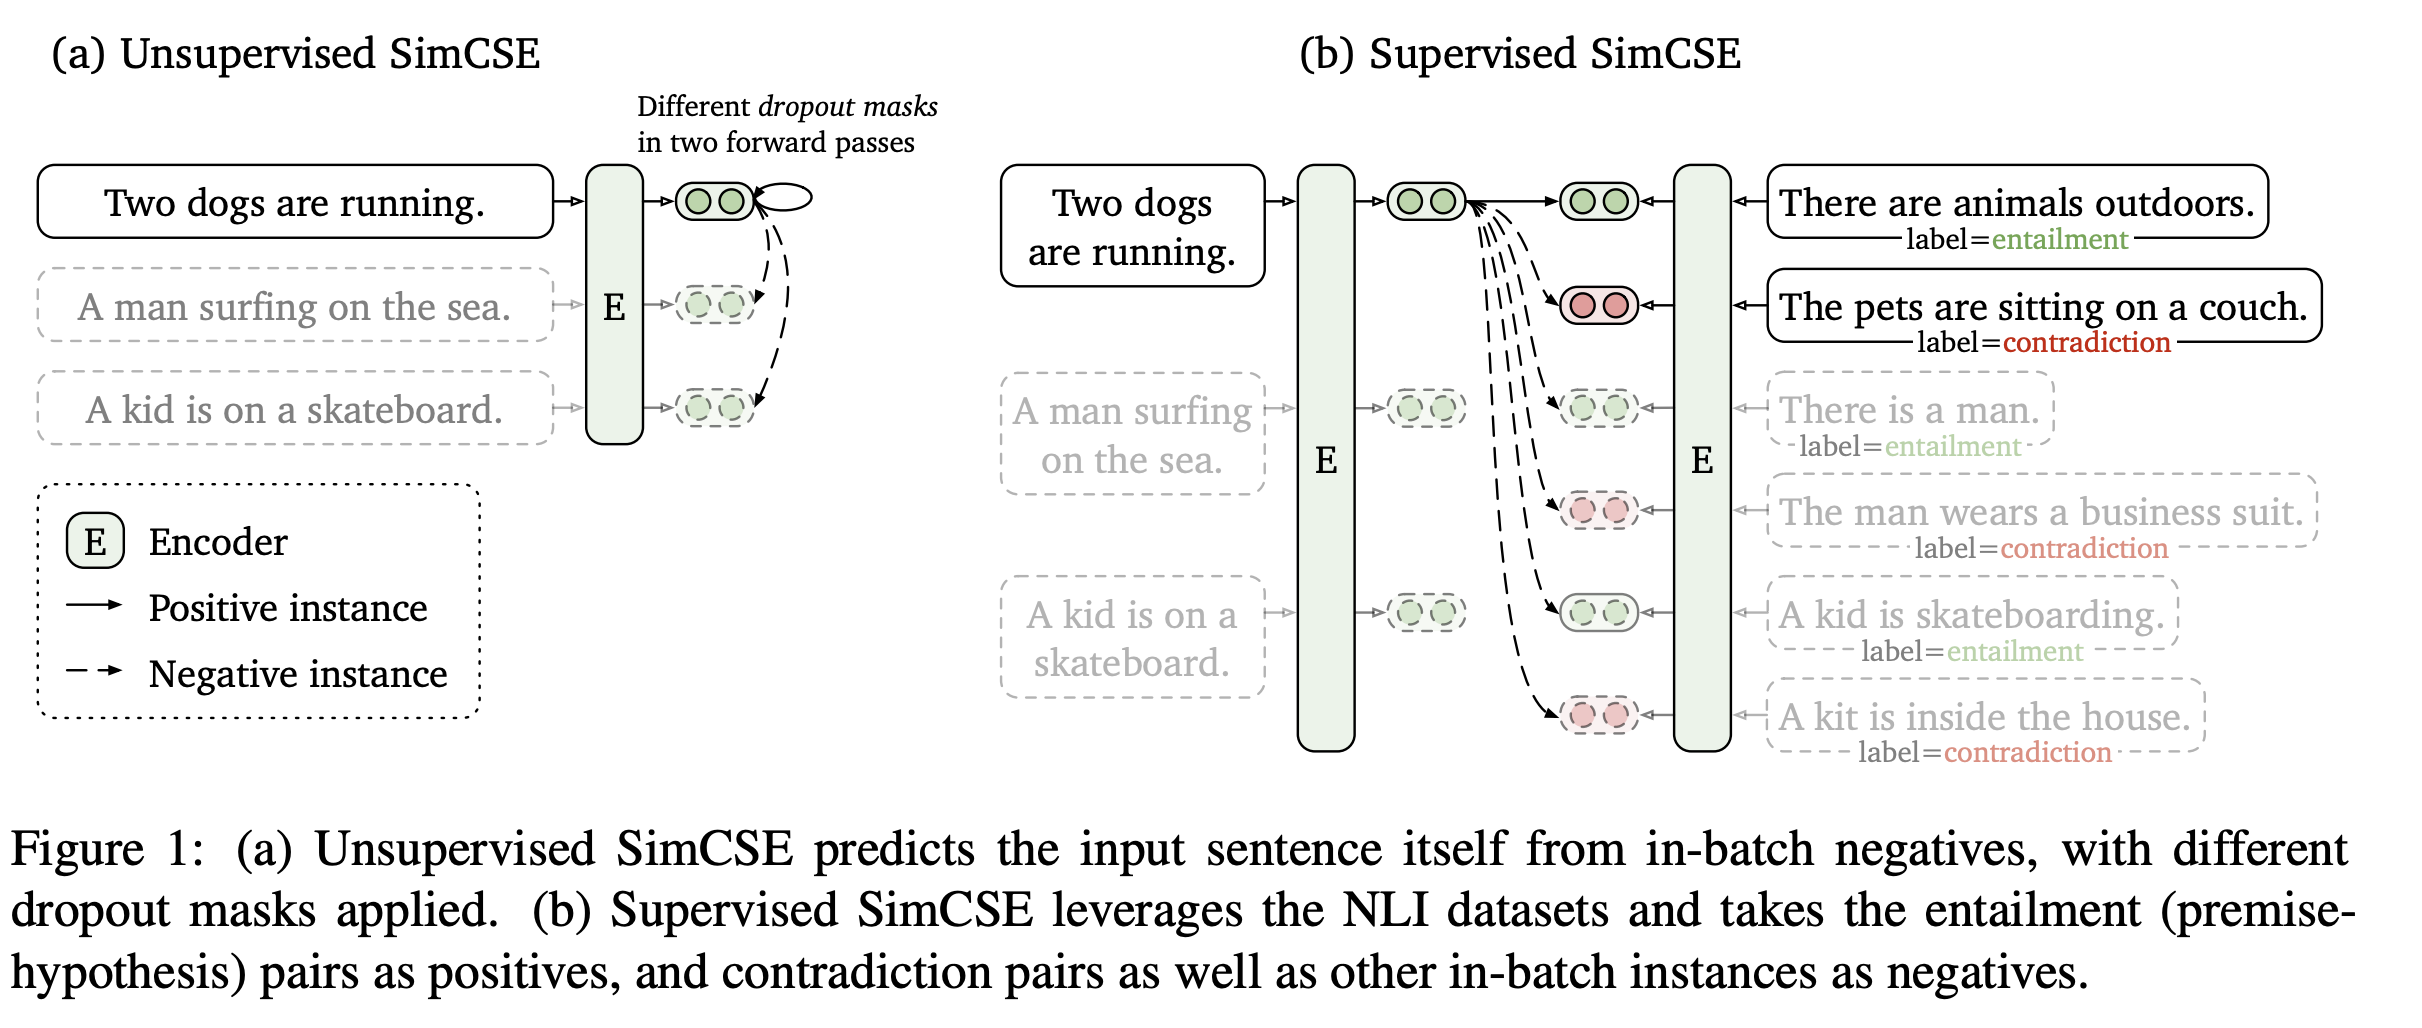 (a) Unsupervised SimCSE
Different dropout masks
in two forward passes
Two dogs are running.
A man surfing on the sea.
A kid is on a skateboard.
E
E Encoder
Positive instance
Negative instance
(b) Supervised SimCSE
Two dogs
are running.
A man surfing
on the sea.
A kid is on a
skateboard.
E
E
There are animals outdoors.
label=entailment
The pets are sitting on a couch.
label=contradiction
There is a man.
label=entailment
The man wears a business suit.
label=contradiction
A kid is skateboarding.
label=entailment
A kit is inside the house.
label=contradiction
Figure 1: (a) Unsupervised SimCSE predicts the input sentence itself from in-batch negatives, with different
dropout masks applied. (b) Supervised SimCSE leverages the NLI datasets and takes the entailment (premise-
hypothesis) pairs as positives, and contradiction pairs as well as other in-batch instances as negatives.